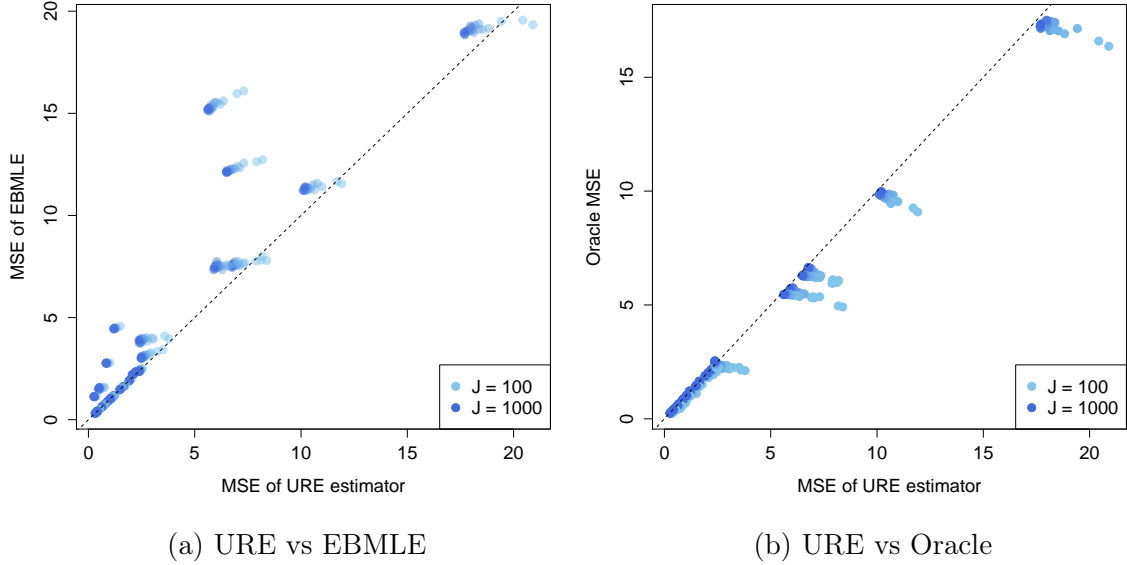 MSE of EBMLE
20
15
10
5
0
0 5 10 15 20
MSE of URE estimator
J = 100
J = 1000
(a) URE vs EBMLE
Oracle MSE
15
10
5
0
0 5 10 15 20
MSE of URE estimator
J = 100
J = 1000
(b) URE vs Oracle